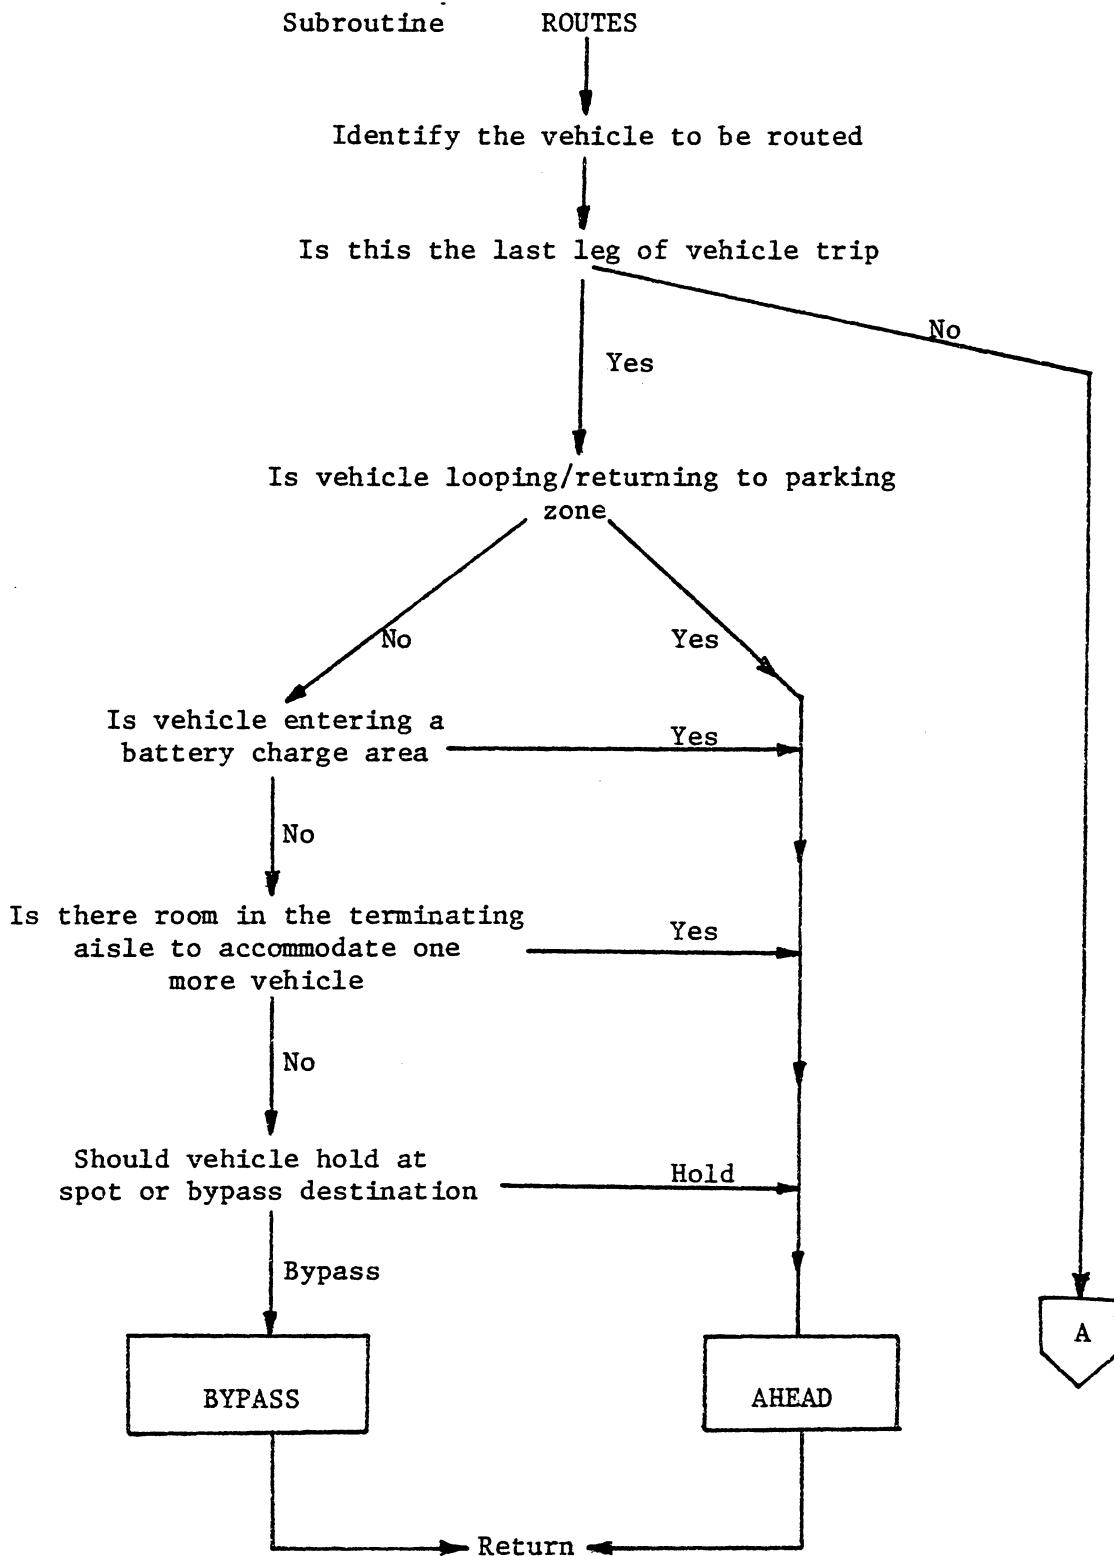 Subroutine ROUTES
Identify the vehicle to be routed
Is this the last leg of vehicle trip
No
Yes
Is vehicle looping/returning to parking
zone
No
Yes
Is vehicle entering a
battery charge area
Yes
No
Is there room in the terminating
aisle to accommodate one
more vehicle
Yes
No
Should vehicle hold at
spot or bypass destination
Hold
Bypass
A
BYPASS
AHEAD
Return